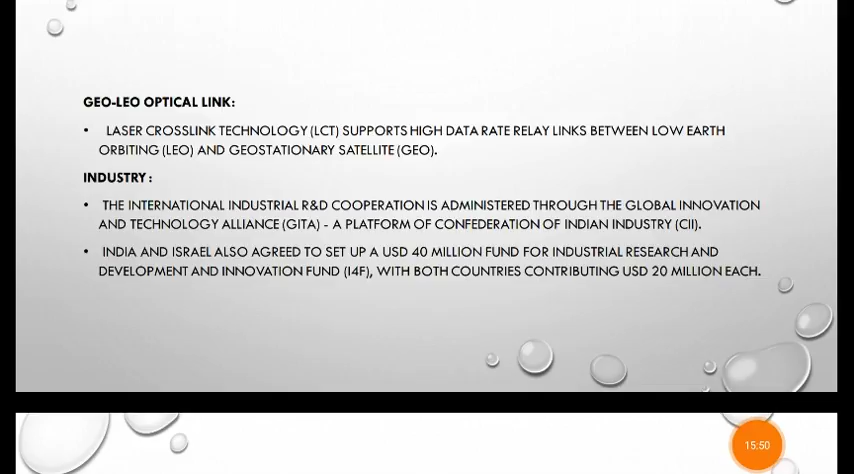 GEO-LEO OPTICAL LINK:
• LASER CROSSLINK TECHNOLOGY (LCT) SUPPORTS HIGH DATA RATE RELAY LINKS BETWEEN LOW EARTH
ORBITING (LEO) AND GEOSTATIONARY SATELLITE (GEO).
INDUSTRY :
• THE INTERNATIONAL INDUSTRIAL R&D COOPERATION IS ADMINISTERED THROUGH THE GLOBAL INNOVATION
AND TECHNOLOGY ALLIANCE (GITA) - A PLATFORM OF CONFEDERATION OF INDIAN INDUSTRY (CII).
• INDIA AND ISRAEL ALSO AGREED TO SET UP A USD 40 MILLION FUND FOR INDUSTRIAL RESEARCH AND
DEVELOPMENT AND INNOVATION FUND (I4F), WITH BOTH COUNTRIES CONTRIBUTING USD 20 MILLION EACH.
15:50